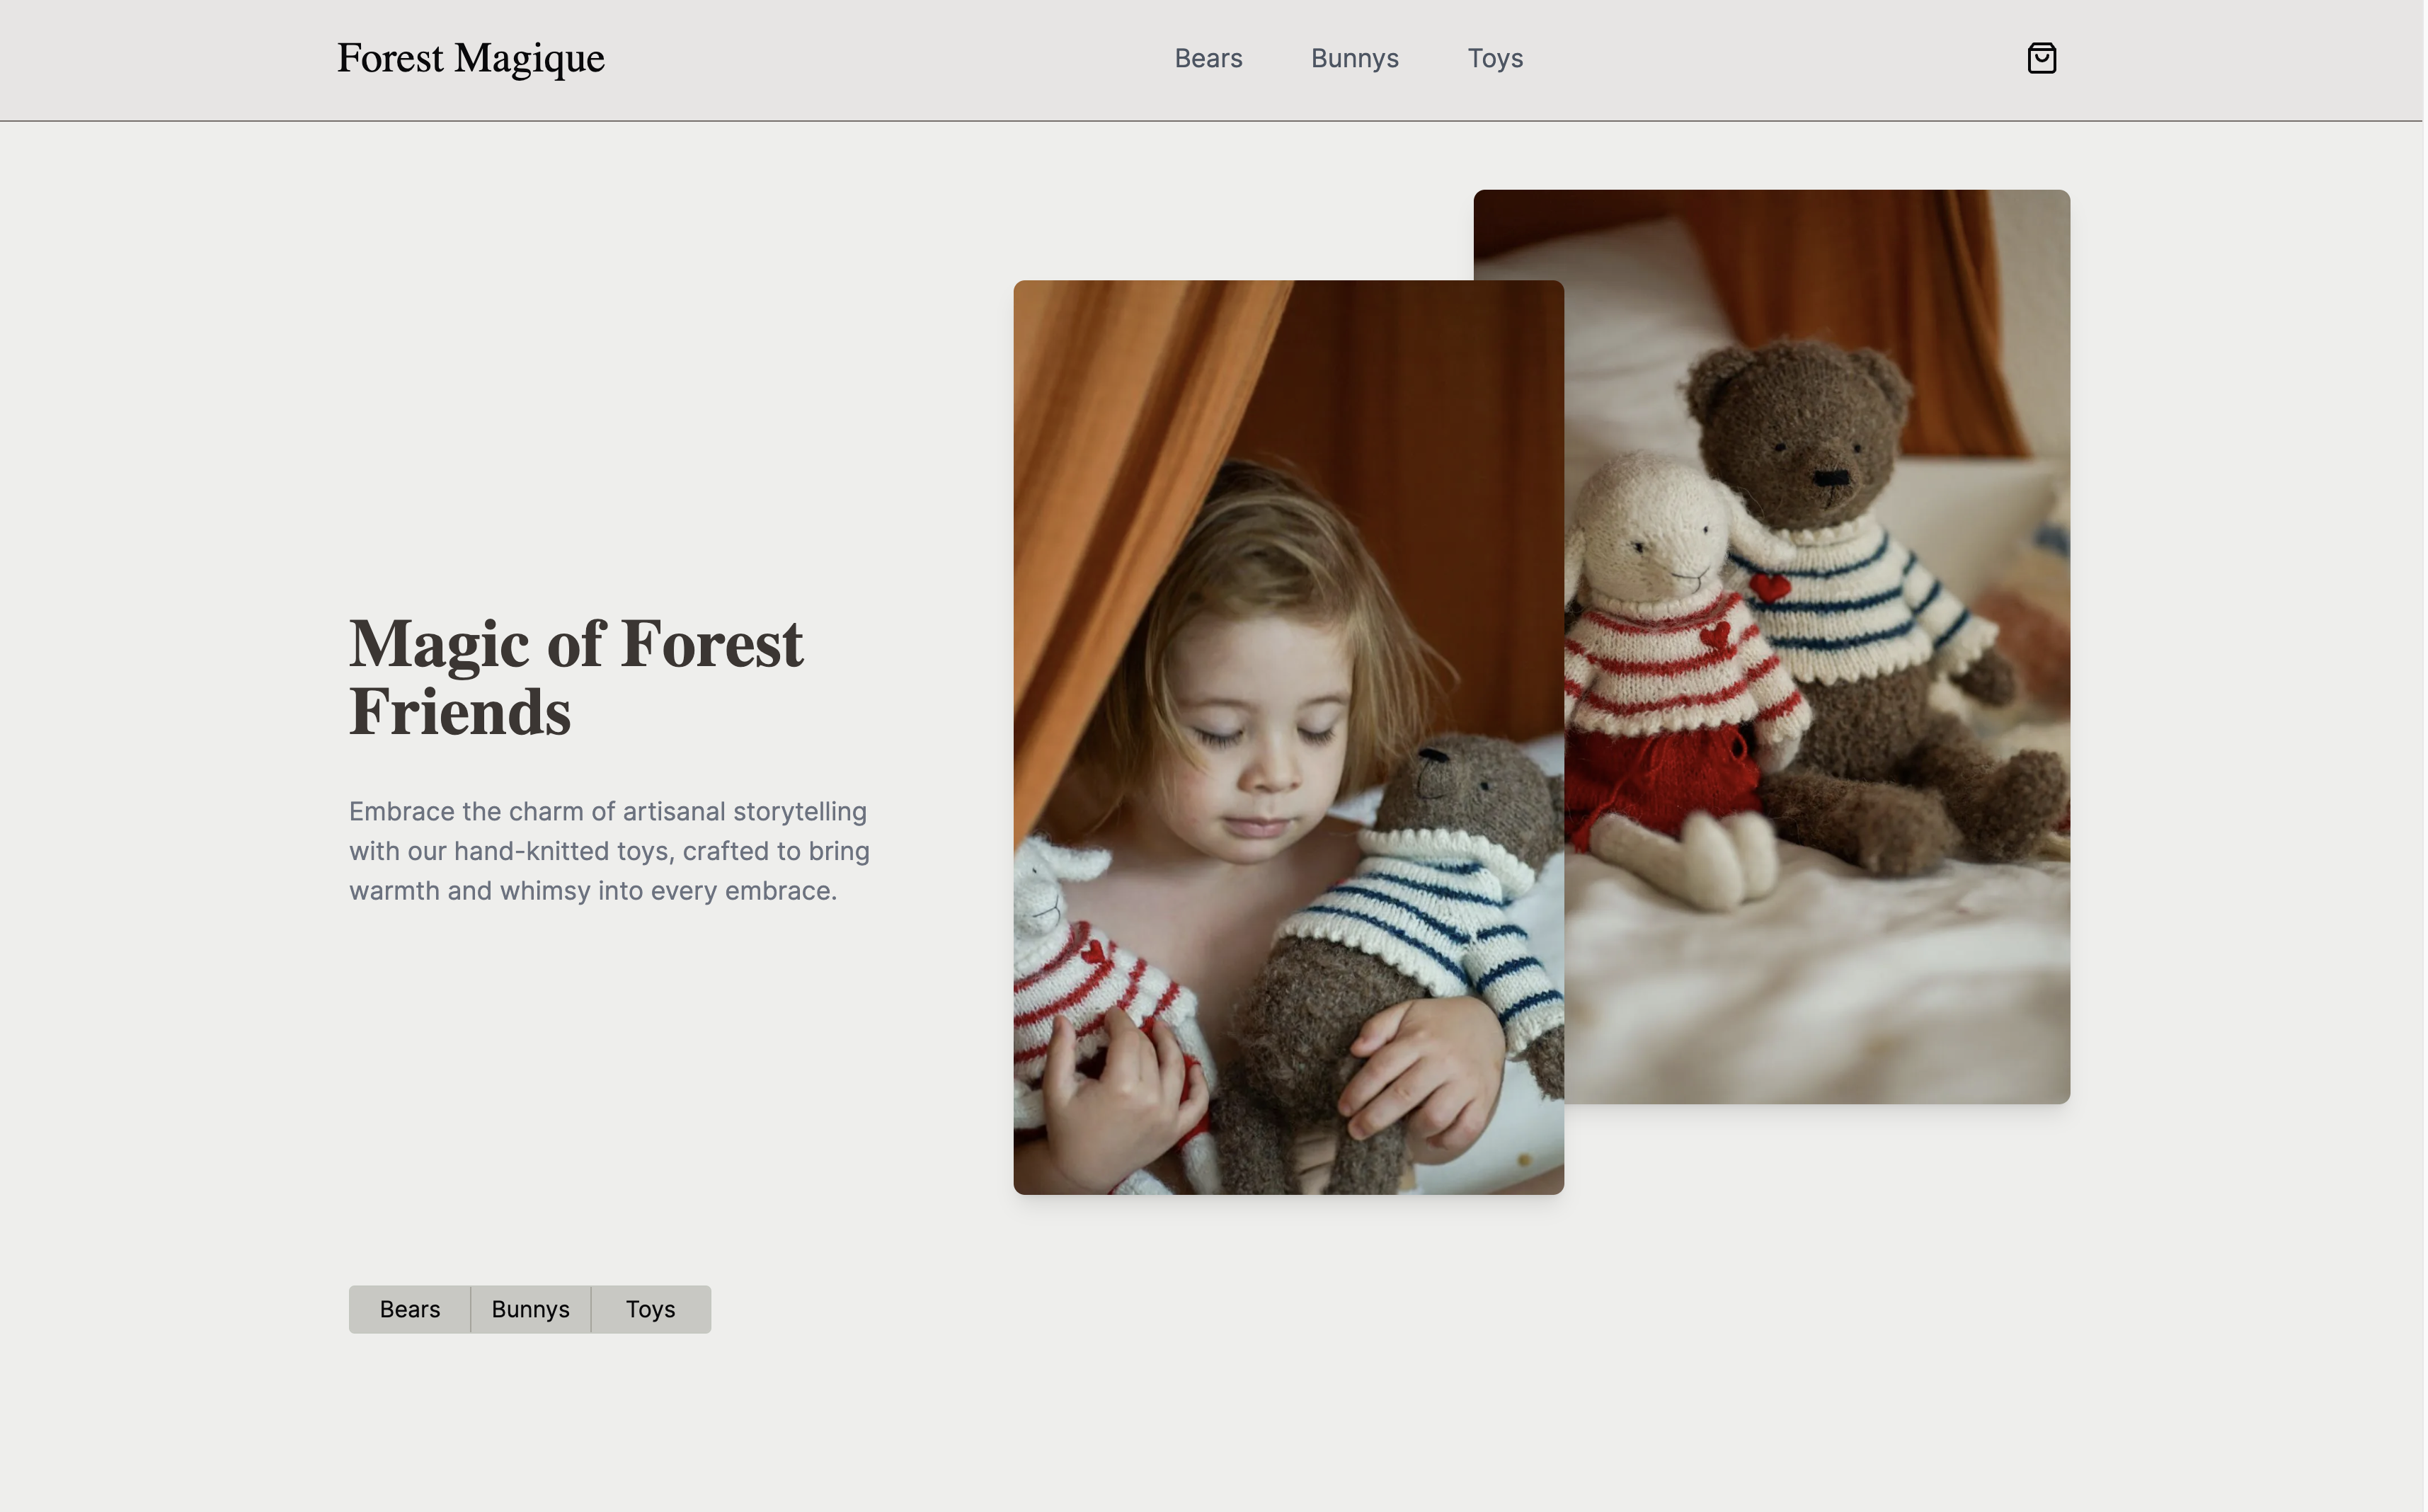 Forest Magique
Bears
Bunnys
Toys
Magic of Forest
Friends
Embrace the charm of artisanal storytelling
with our hand-knitted toys, crafted to bring
warmth and whimsy into every embrace.
Bears
Bunnys
Toys